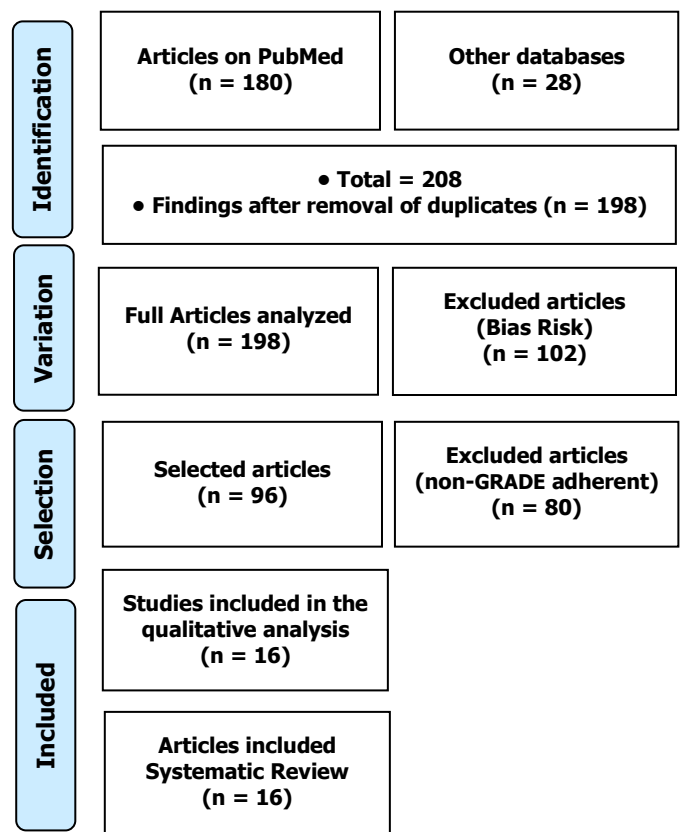 Identification
Articles on PubMed
(n = 180)
Other databases
(n = 28)
● Total = 208
● Findings after removal of duplicates (n = 198)
Variation
Full Articles analyzed
(n = 198)
Excluded articles
(Bias Risk)
(n = 102)
Selection
Selected articles
(n = 96)
Excluded articles
(non-GRADE adherent)
(n = 80)
Included
Studies included in the
qualitative analysis
(n = 16)
Articles included
Systematic Review
(n = 16)